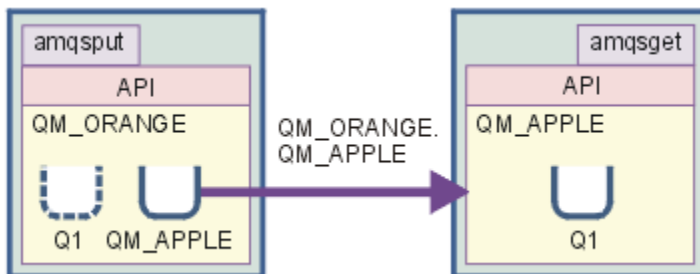 amqsput
API
QM_ORANGE
Q1 QM_APPLE
QM_ORANGE.
QM_APPLE
amqsget
API
QM_APPLE
Q1